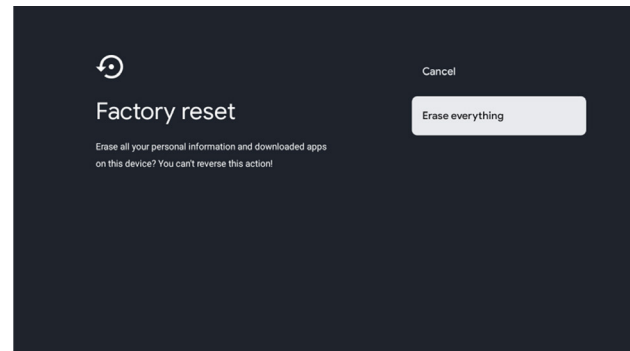 Factory reset
Erase all your personal information and downloaded apps
on this device? You can't reverse this action!
Cancel
Erase everything